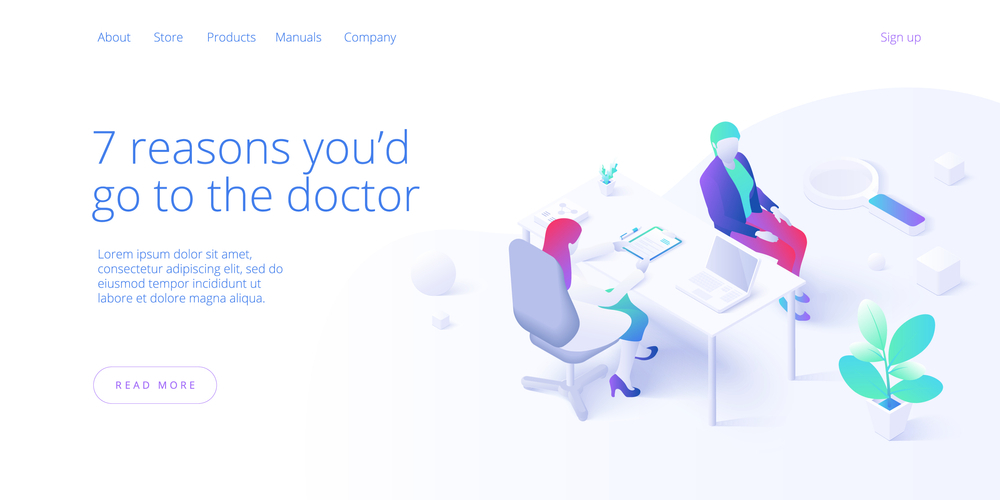 About Store Products Manuals Company Sign up
7 reasons you’d
go to the doctor
Lorem ipsum dolor sit amet,
consectetur adipiscing elit, sed do
eiusmod tempor incididunt ut
labore et dolore magna aliqua.
READ MORE